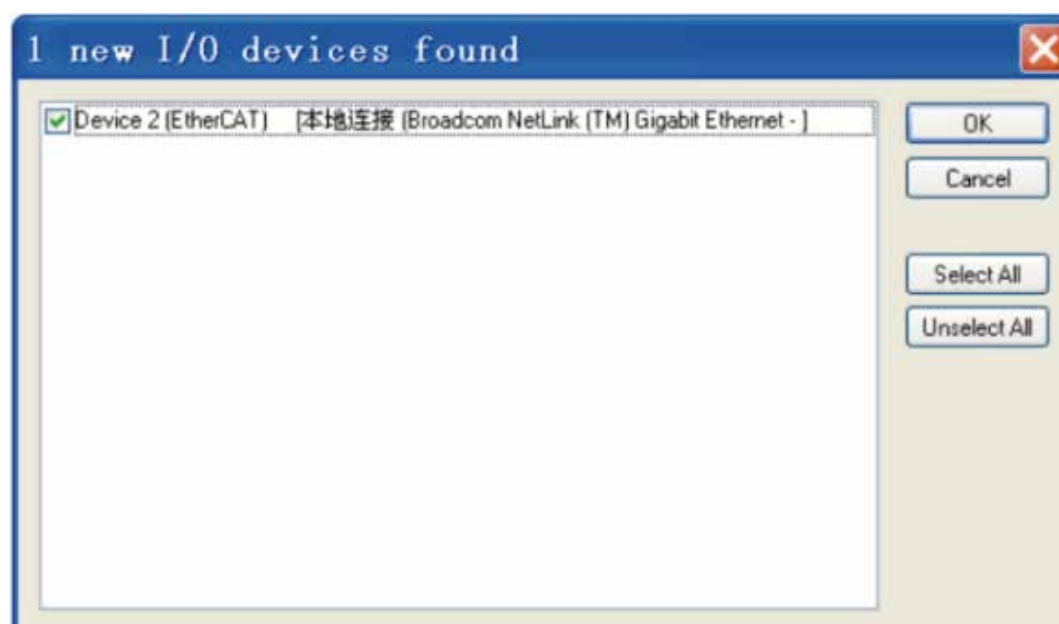 1 new I/O devices found
Device 2 (EtherCAT) [本地连接 (Broadcom NetLink (TM) Gigabit Ethernet - ]
OK
Cancel
Select All
Unselect All